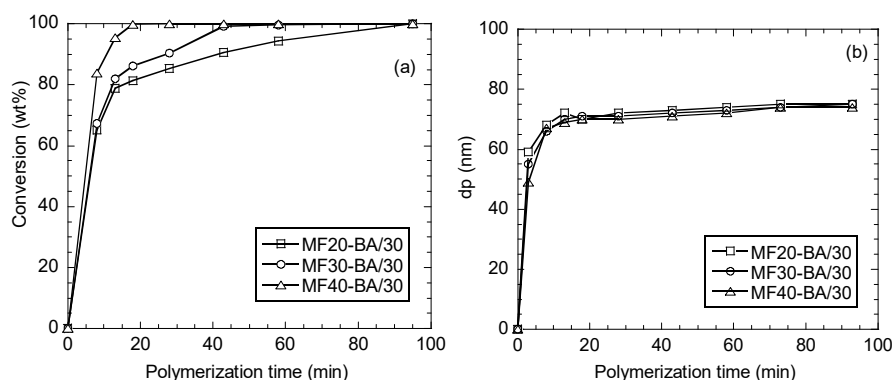 100
80
60
40
20
0
Conversion (wt%)
(a)
MF20-BA/30
MF30-BA/30
MF40-BA/30
0 20 40 60 80 100
Polymerization time (min)
100
80
60
40
20
0
dp (nm)
(b)
MF20-BA/30
MF30-BA/30
MF40-BA/30
0 20 40 60 80 100
Polymerization time (min)